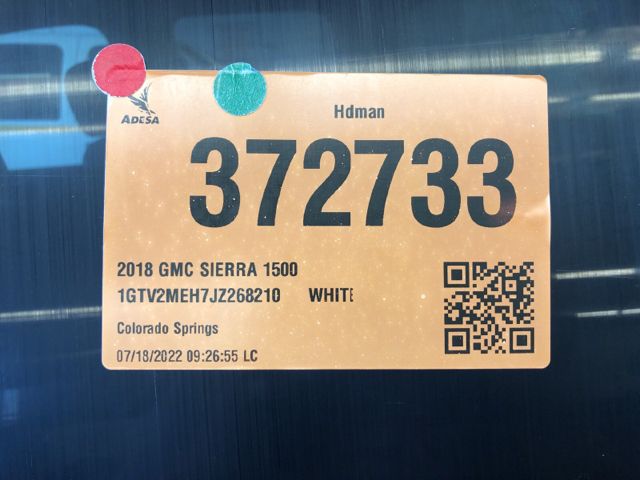 ADESA
Hdman
372733
2018 GMC SIERRA 1500
1GTV2MEH7JZ268210 WHITE
Colorado Springs
07/18/2022 09:26:55 LC